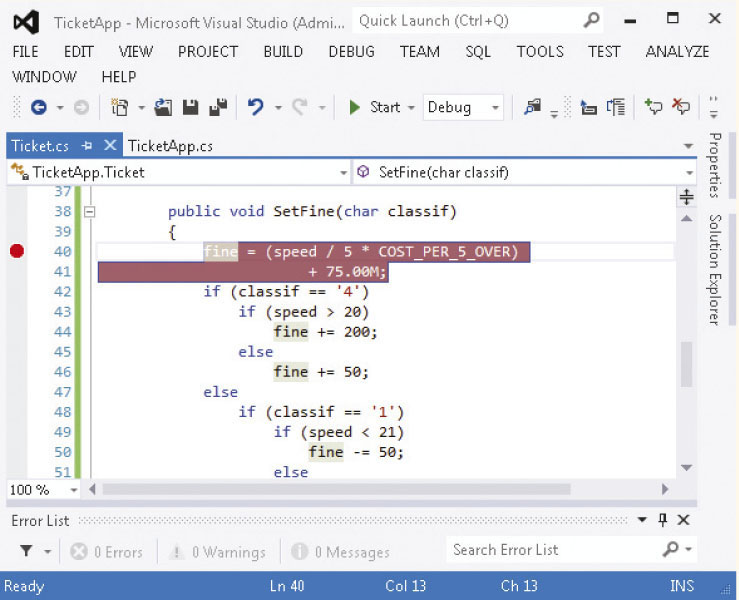 TicketApp - Microsoft Visual Studio (Admi... Quick Launch (Ctrl+Q)
FILE EDIT VIEW PROJECT BUILD DEBUG TEAM SQL TOOLS TEST ANALYZE
WINDOW HELP
Start Debug
Ticket.cs TicketApp.cs
TicketApp.Ticket SetFine(char classif)
37
38 public void SetFine(char classif)
39 {
40 fine = (speed / 5 * COST_PER_5_OVER)
41 + 75.00M;
42 if (classif == '4')
43 if (speed > 20)
44 fine += 200;
45 else
46 fine += 50;
47 else
48 if (classif == '1')
49 if (speed < 21)
50 fine -= 50;
51 else
100 %
Properties
Solution Explorer
Error List
0 Errors 0 Warnings 0 Messages Search Error List
Ready Ln 40 Col 13 Ch 13 INS